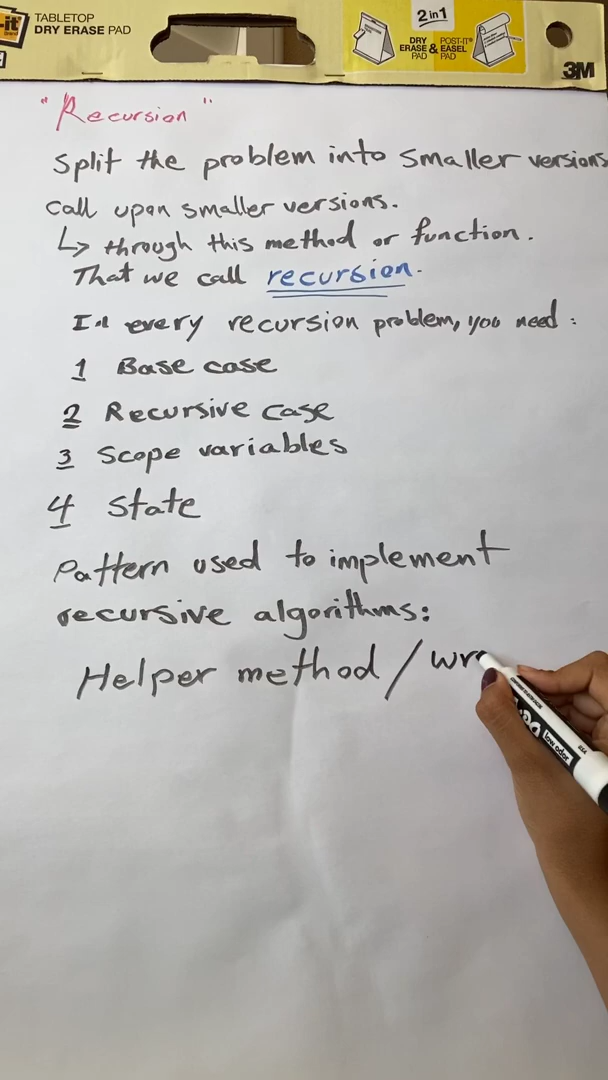 TABLETOP
DRY ERASE PAD
2in1
DRY ERASE PAD & POST-IT® EASEL PAD
3M
"Recursion"
Split the problem into smaller versions
call upon smaller versions.
↳ through this method or function.
That we call recursion.
In every recursion problem, you need:
1 Base case
2 Recursive case
3 Scope variables
4 State
Pattern used to implement
recursive algorithms:
Helper method / wr
low odor